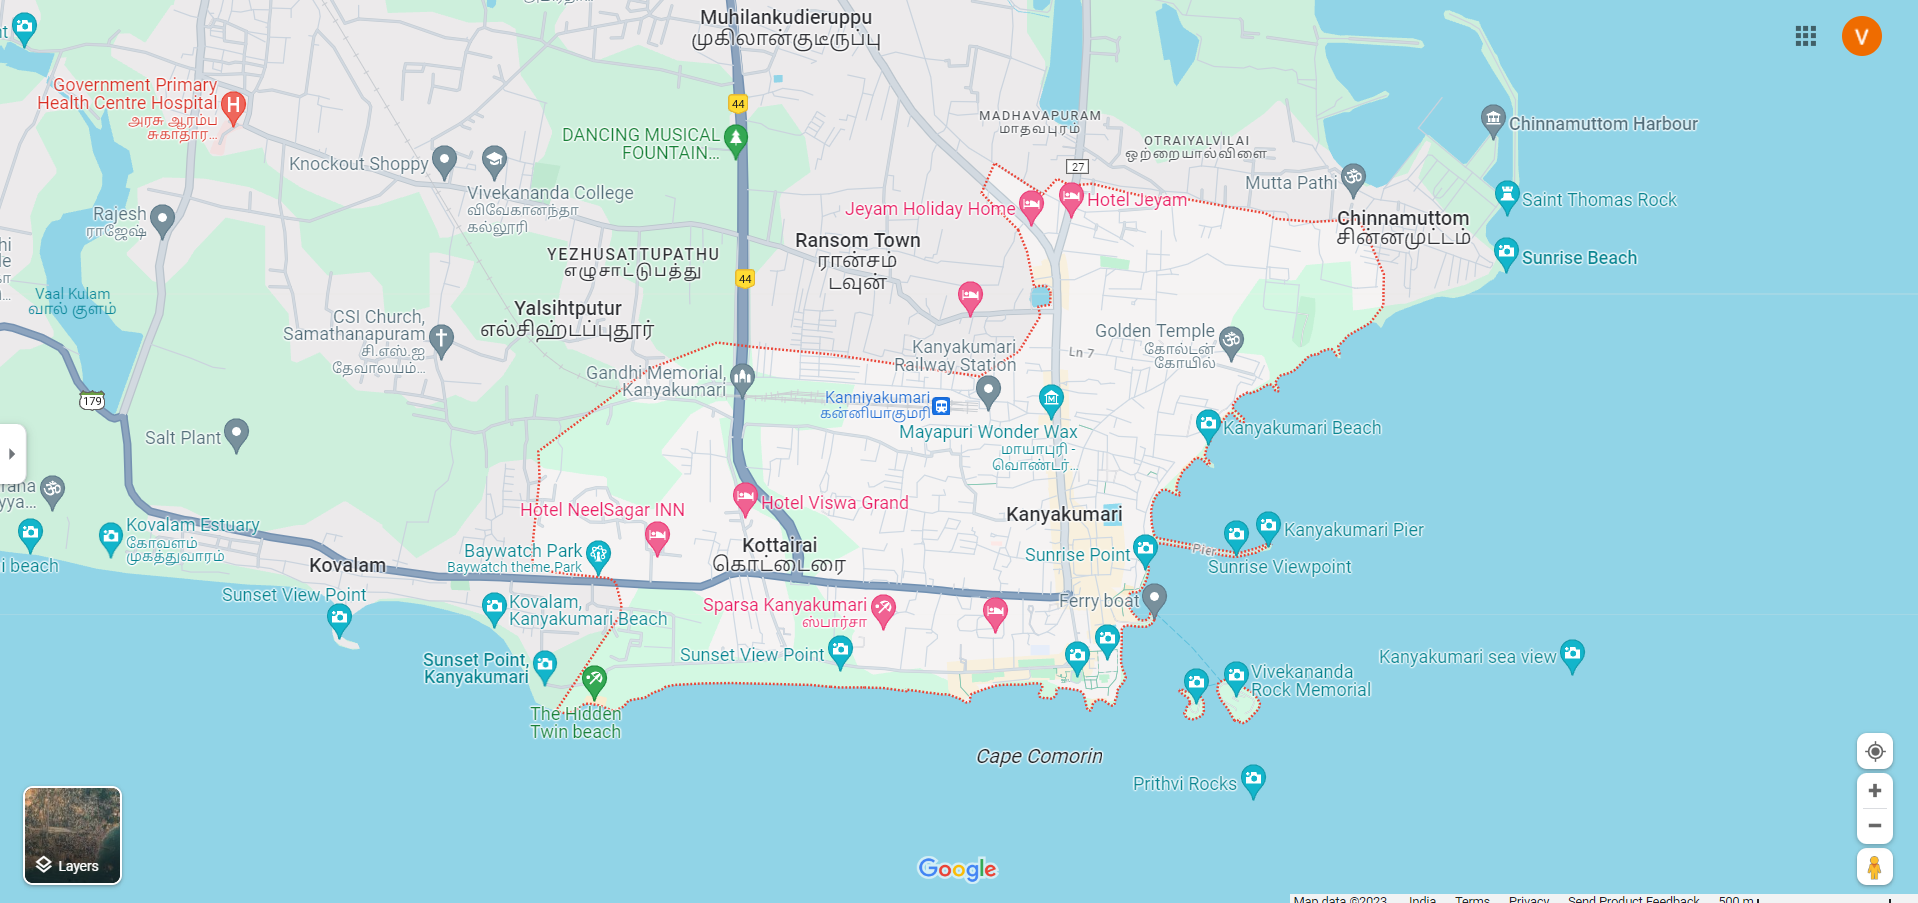 Muhilankudieruppu
முகிலான்குடீருப்பு
Government Primary
Health Centre Hospital
அரசு ஆரம்ப
சுகாதார...
44
DANCING MUSICAL
FOUNTAIN...
MADHAVAPURAM
மாதவபுரம்
OTRAIYALVILAI
ஒற்றையால்விளை
27
Chinnamuttom Harbour
V
Knockout Shoppy
Vivekananda College
விவேகானந்தா
கல்லூரி
Mutta Pathi
Saint Thomas Rock
Rajesh
ராஜேஷ்
Jeyam Holiday Home
Hotel Jeyam
Chinnamuttom
சின்னமுட்டம்
Sunrise Beach
YEZHUSATTUPATHU
எழுசாட்டுபத்து
Ransom Town
ரான்சம்
டவுன்
44
Vaal Kulam
வால் குளம்
Yalsihtputur
எல்சிஹ்டப்புதூர்
CSI Church,
Samathanapuram
சி.எஸ்.ஐ
தேவாலயம்...
Golden Temple
கோல்டன்
கோயில்
Ln 7
Kanyakumari
Railway Station
Gandhi Memorial,
Kanyakumari
Kanniyakumari
கன்னியாகுமரி
179
Salt Plant
Mayapuri Wonder Wax
மாயாபுரி -
வொண்டர்...
Kanyakumari Beach
Hotel NeelSagar INN
Hotel Viswa Grand
Kanyakumari
Kovalam Estuary
கோவளம்
முகத்துவாரம்
Kottairai
கொட்டைரை
Kanyakumari Pier
Pier
Sunrise Point
Sunrise Viewpoint
Baywatch Park
Baywatch theme Park
Kovalam
i beach
Sunset View Point
Kovalam,
Kanyakumari Beach
Sparsa Kanyakumari
ஸ்பார்சா
Ferry boat
Sunset View Point
Sunset Point,
Kanyakumari
Kanyakumari sea view
Vivekananda
Rock Memorial
The Hidden
Twin beach
Cape Comorin
Prithvi Rocks
Layers
Google
Map data ©2023 India Terms Privacy Send Product Feedback 500 m